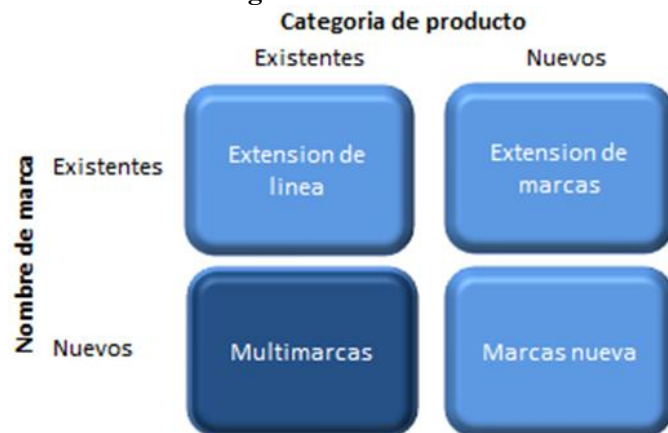 Categoria de producto
Existentes Nuevos
Nombre de marca
Existentes
Extension de
linea
Extension de
marcas
Nuevos
Multimarcas
Marcas nueva